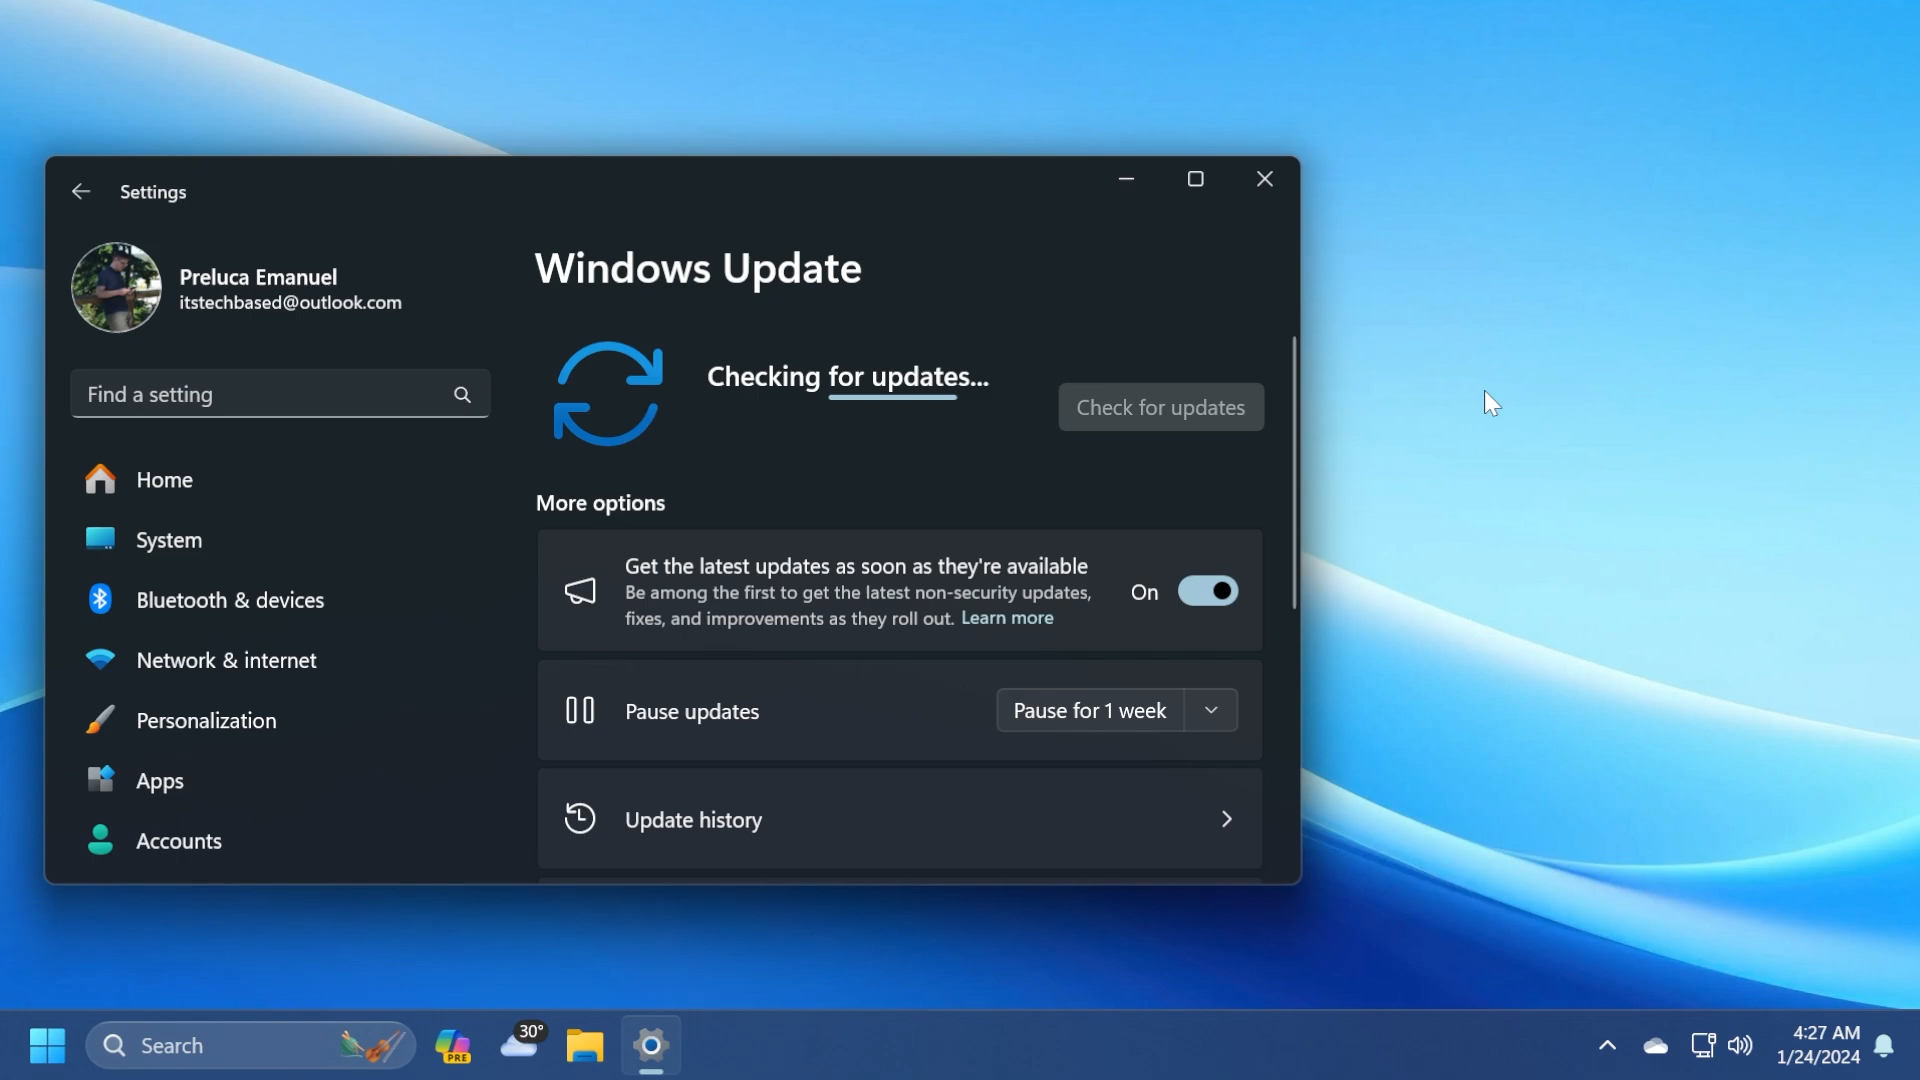 Settings
Preluca Emanuel
itstechbased@outlook.com
Find a setting
Home
System
Bluetooth & devices
Network & internet
Personalization
Apps
Accounts
Windows Update
Checking for updates...
Check for updates
More options
Get the latest updates as soon as they're available
Be among the first to get the latest non-security updates,
fixes, and improvements as they roll out. Learn more
On
Pause updates
Pause for 1 week
Update history
Search
PRE
30°
4:27 AM
1/24/2024